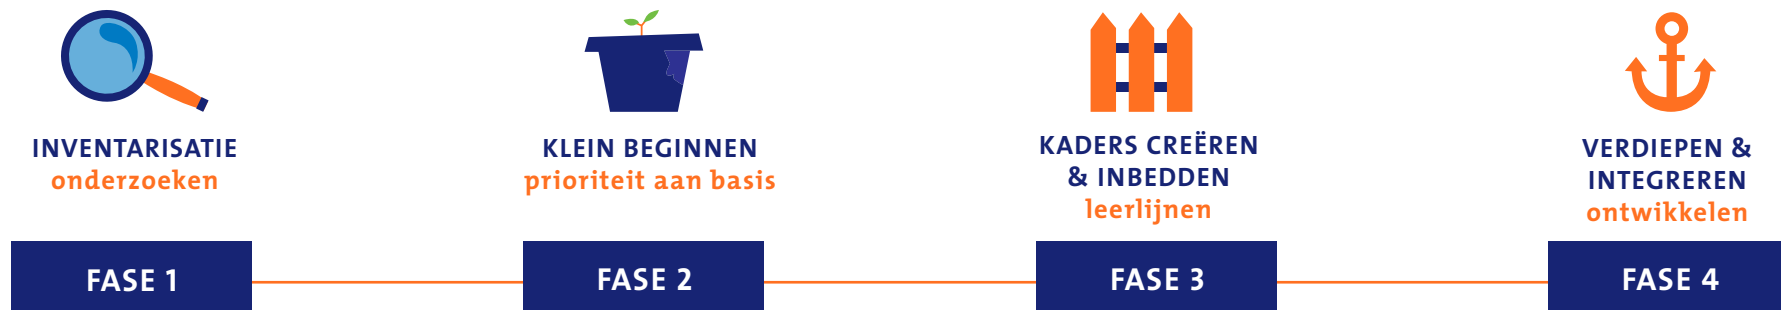 INVENTARISATIE
onderzoeken
FASE 1
KLEIN BEGINNEN
prioriteit aan basis
FASE 2
KADERS CREËREN
& INBEDDEN
leerlijnen
FASE 3
VERDIEPEN &
INTEGREREN
ontwikkelen
FASE 4